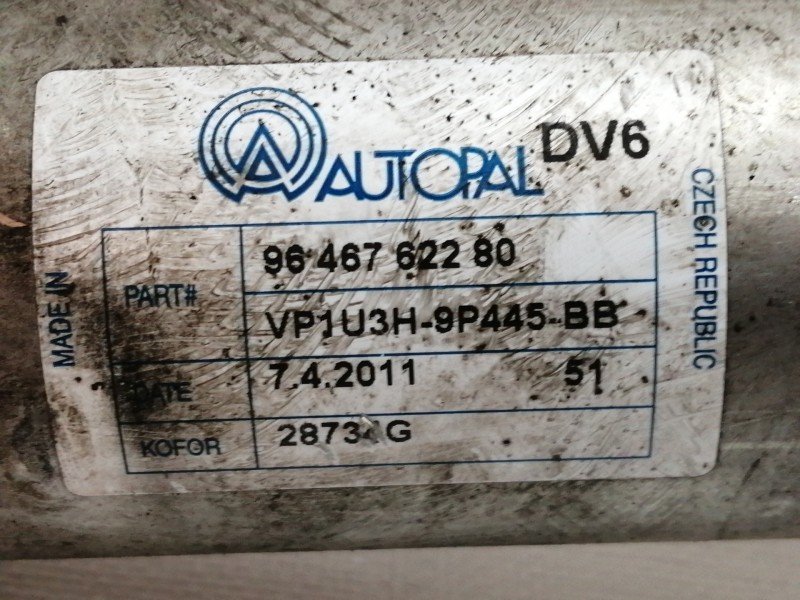 AUTOPAL DV6
MADE IN
CZECH REPUBLIC
PART# 96 467 622 80
VP1U3H-9P445-BB
DATE 7.4.2011 51
KOFOR